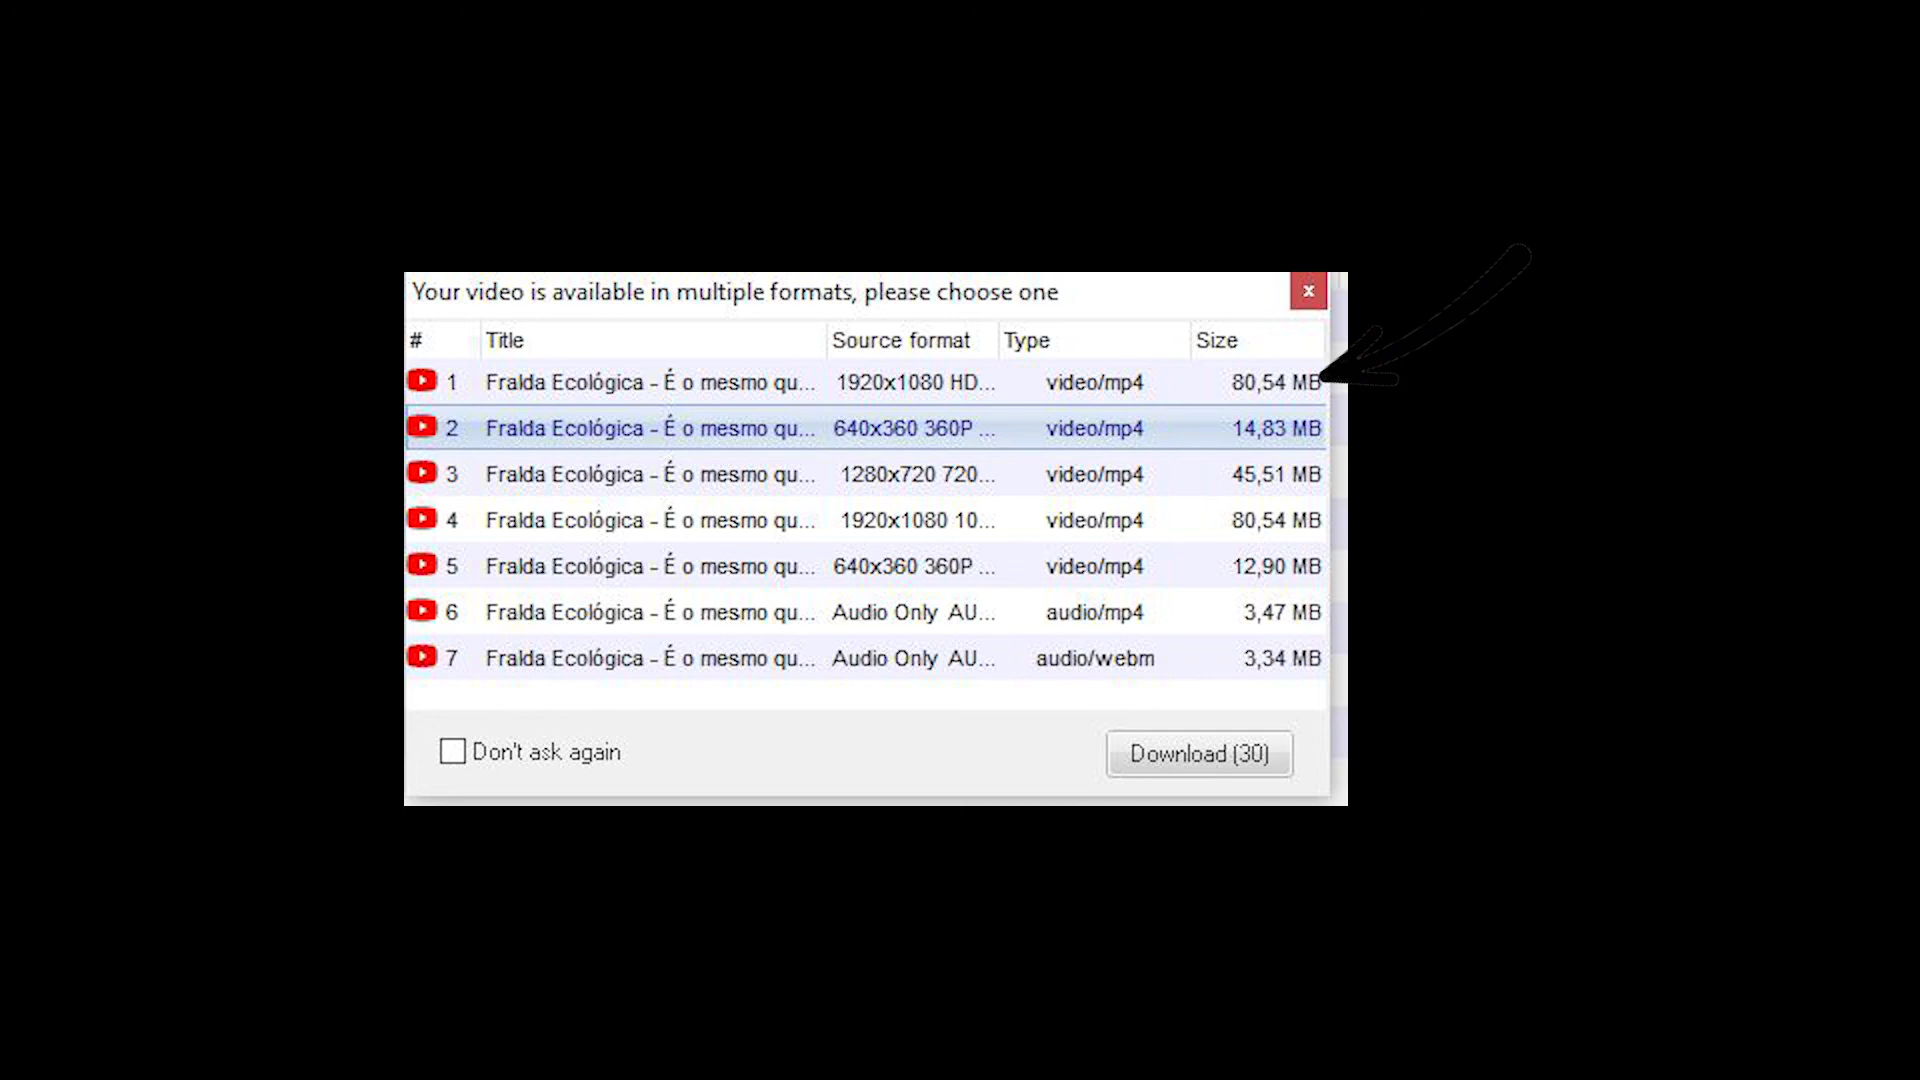 Your video is available in multiple formats, please choose one
x
# Title Source format Type Size
1 Fralda Ecológica - É o mesmo qu... 1920x1080 HD... video/mp4 80,54 MB
2 Fralda Ecológica - É o mesmo qu... 640x360 360P ... video/mp4 14,83 MB
3 Fralda Ecológica - É o mesmo qu... 1280x720 720... video/mp4 45,51 MB
4 Fralda Ecológica - É o mesmo qu... 1920x1080 10... video/mp4 80,54 MB
5 Fralda Ecológica - É o mesmo qu... 640x360 360P ... video/mp4 12,90 MB
6 Fralda Ecológica - É o mesmo qu... Audio Only AU... audio/mp4 3,47 MB
7 Fralda Ecológica - É o mesmo qu... Audio Only AU... audio/webm 3,34 MB
Don't ask again
Download (30)